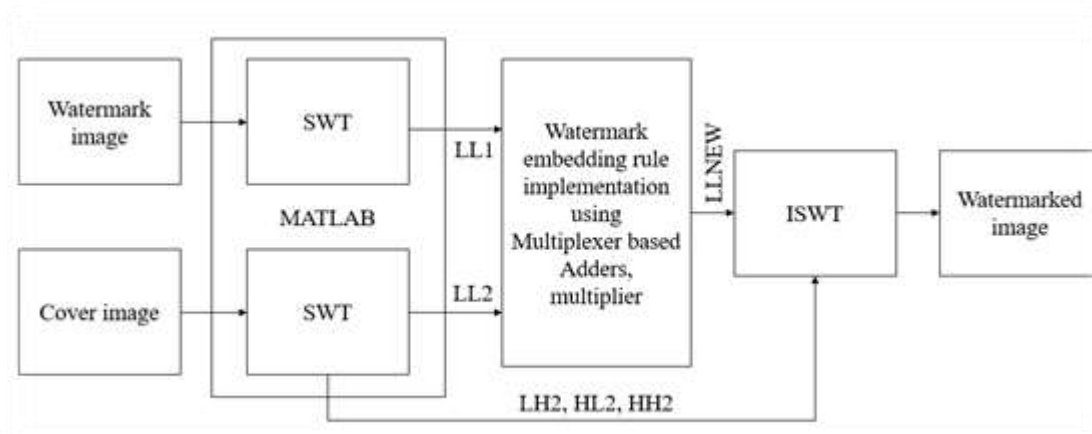 Watermark
image
SWT
LL1
MATLAB
Cover image
SWT
LL2
Watermark
embedding rule
implementation
using
Multiplexer based
Adders,
multiplier
LLNEW
ISWT
Watermarked
image
LH2, HL2, HH2